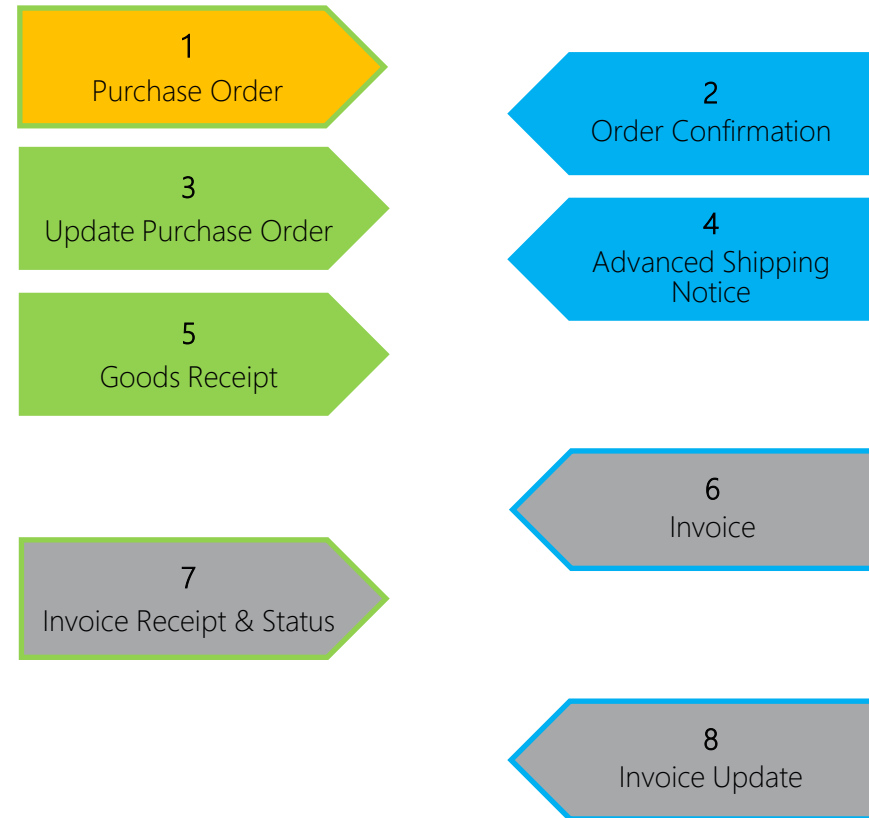 1
Purchase Order
2
Order Confirmation
3
Update Purchase Order
4
Advanced Shipping
Notice
5
Goods Receipt
6
Invoice
7
Invoice Receipt & Status
8
Invoice Update